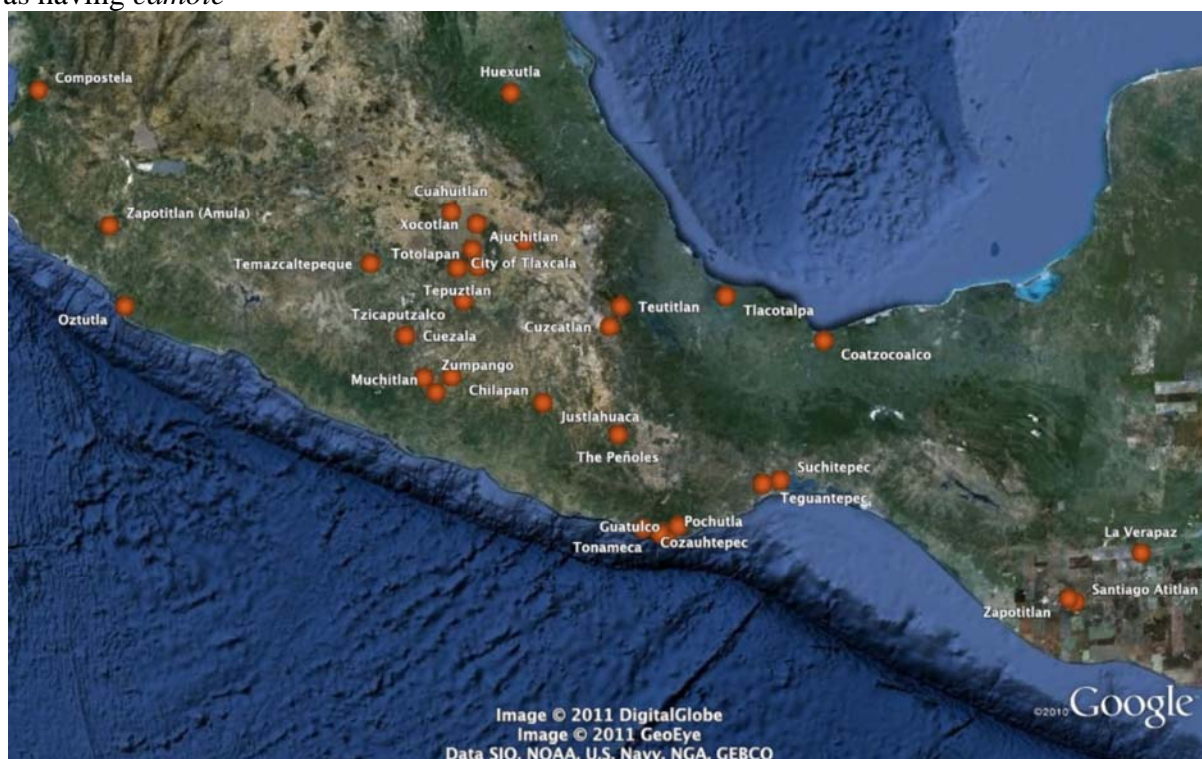 as having camote
Compostela
Huexutla
Cuahuitlan
Xocotlan
Zapotitlan (Amula)
Ajuchitlan
Totolapan
Temazcaltepeque
City of Tlaxcala
Tepuztlan
Teutitlan
Tlacotalpa
Oztutla
Tzicaputzalco
Cuzcatlan
Cuezala
Coatzocoalco
Zumpango
Muchitlan
Chilapan
Justlahuaca
The Peñoles
Suchitepec
Teguantepec
Pochutla
Guatulco
Cozauhtepec
Tonameca
La Verapaz
Santiago Atitlan
Zapotitlan
©2010 Google
Image © 2011 DigitalGlobe
Image © 2011 GeoEye
Data SIO, NOAA, U.S. Navy, NGA, GEBCO